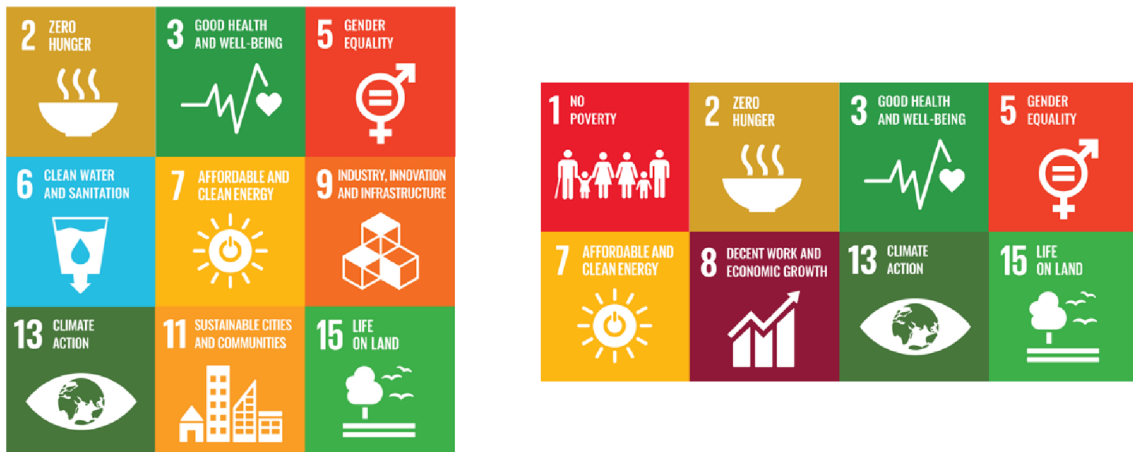 2 ZERO
HUNGER
3 GOOD HEALTH
AND WELL-BEING
5 GENDER
EQUALITY
6 CLEAN WATER
AND SANITATION
7 AFFORDABLE AND
CLEAN ENERGY
9 INDUSTRY, INNOVATION
AND INFRASTRUCTURE
13 CLIMATE
ACTION
11 SUSTAINABLE CITIES
AND COMMUNITIES
15 LIFE
ON LAND
1 NO
POVERTY
2 ZERO
HUNGER
3 GOOD HEALTH
AND WELL-BEING
5 GENDER
EQUALITY
7 AFFORDABLE AND
CLEAN ENERGY
8 DECENT WORK AND
ECONOMIC GROWTH
13 CLIMATE
ACTION
15 LIFE
ON LAND